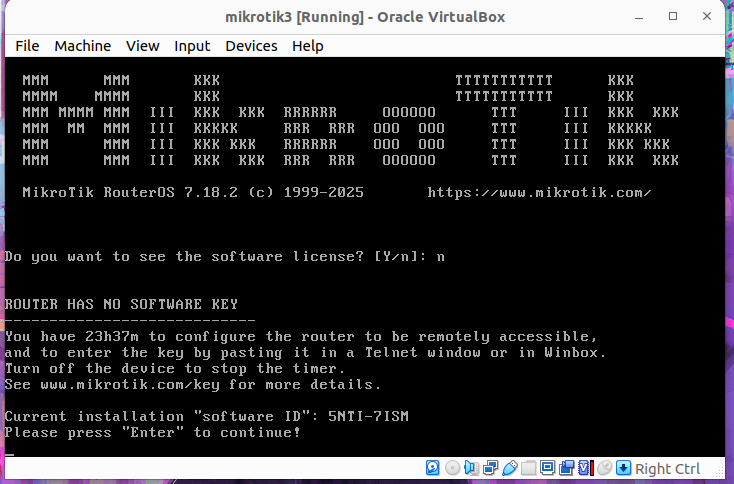 mikrotik3 [Running] - Oracle VirtualBox
File Machine View Input Devices Help
MMM       MMM       KKK                          TTTTTTTTTTT      KKK
MMMM     MMMM       KKK                          TTTTTTTTTTT      KKK
MMM MMMM MMM  III  KKK  KKK  RRRRRR     OOOOOO      TTT     III  KKK  KKK
MMM  MM  MMM  III  KKKKK     RRR  RRR  OOO  OOO     TTT     III  KKKKK
MMM       MMM  III  KKK KKK   RRRRRR    OOO  OOO     TTT     III  KKK KKK
MMM       MMM  III  KKK  KKK  RRR  RRR   OOOOOO      TTT     III  KKK  KKK
MikroTik RouterOS 7.18.2 (c) 1999-2025       https://www.mikrotik.com/
Do you want to see the software license? [Y/n]: n
ROUTER HAS NO SOFTWARE KEY
----------------------------
You have 23h37m to configure the router to be remotely accessible,
and to enter the key by pasting it in a Telnet window or in Winbox.
Turn off the device to stop the timer.
See www.mikrotik.com/key for more details.
Current installation "software ID": 5NTI-7ISM
Please press "Enter" to continue!
_
Right Ctrl